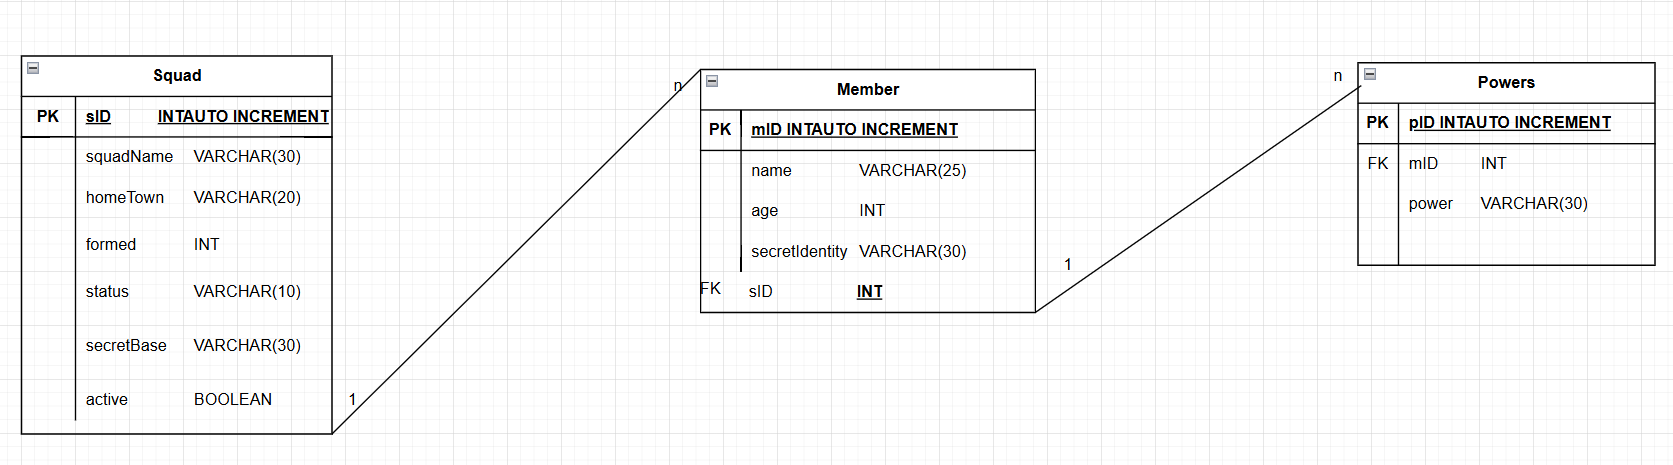 Squad
PK sID INTAUTO INCREMENT
squadName VARCHAR(30)
homeTown VARCHAR(20)
formed INT
status VARCHAR(10)
secretBase VARCHAR(30)
active BOOLEAN
1
n
Member
PK mID INTAUTO INCREMENT
name VARCHAR(25)
age INT
secretIdentity VARCHAR(30)
FK sID INT
1
n
Powers
PK pID INTAUTO INCREMENT
FK mID INT
power VARCHAR(30)